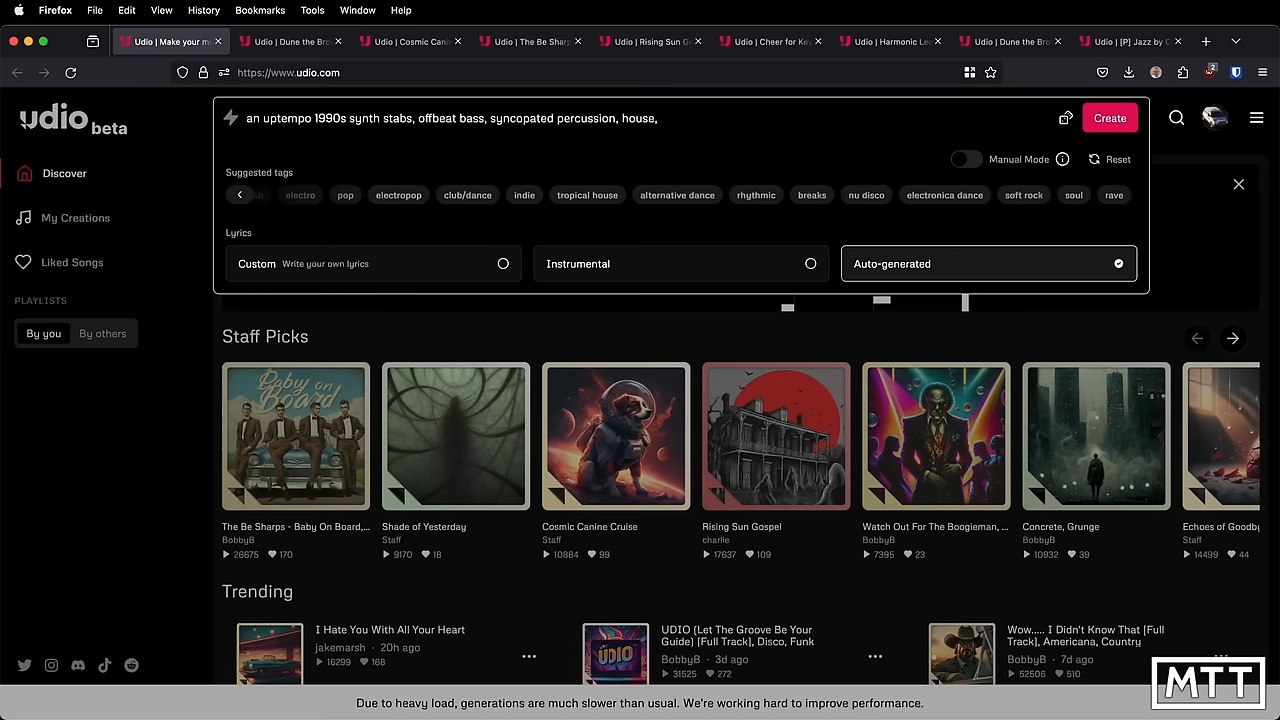 Firefox File Edit View History Bookmarks Tools Window Help
Udio | Make your mu
Udio | Dune the Bro
Udio | Cosmic Cani
Udio | The Be Sharp
Udio | Rising Sun G
Udio | Cheer for Ke
Udio | Harmonic Le
Udio | Dune the Bro
Udio | [P] Jazz by C
https://www.udio.com
2
udio beta
an uptempo 1990s synth stabs, offbeat bass, syncopated percussion, house,
Create
Manual Mode
Reset
Suggested tags
electro pop electropop club/dance indie tropical house alternative dance rhythmic breaks nu disco electronica dance soft rock soul rave
Lyrics
Custom Write your own lyrics
Instrumental
Auto-generated
Discover
My Creations
Liked Songs
PLAYLISTS
By you By others
Staff Picks
Baby on Board
The Be Sharps - Baby On Board,...
BobbyB
26675 170
Shade of Yesterday
Staff
9170 18
Cosmic Canine Cruise
Staff
10884 99
Rising Sun Gospel
charlie
17637 109
Watch Out For The Boogieman, ...
BobbyB
7395 23
Concrete, Grunge
BobbyB
10932 39
Echoes of Goodby
Staff
14499 44
Trending
I Hate You With All Your Heart
jakemarsh · 20h ago
16299 168
UDIO
UDIO (Let The Groove Be Your
Guide) [Full Track], Disco, Funk
BobbyB · 3d ago
31525 272
Wow..... I Didn't Know That [Full
Track], Americana, Country
BobbyB · 7d ago
52506 510
Due to heavy load, generations are much slower than usual. We're working hard to improve performance.
MTT